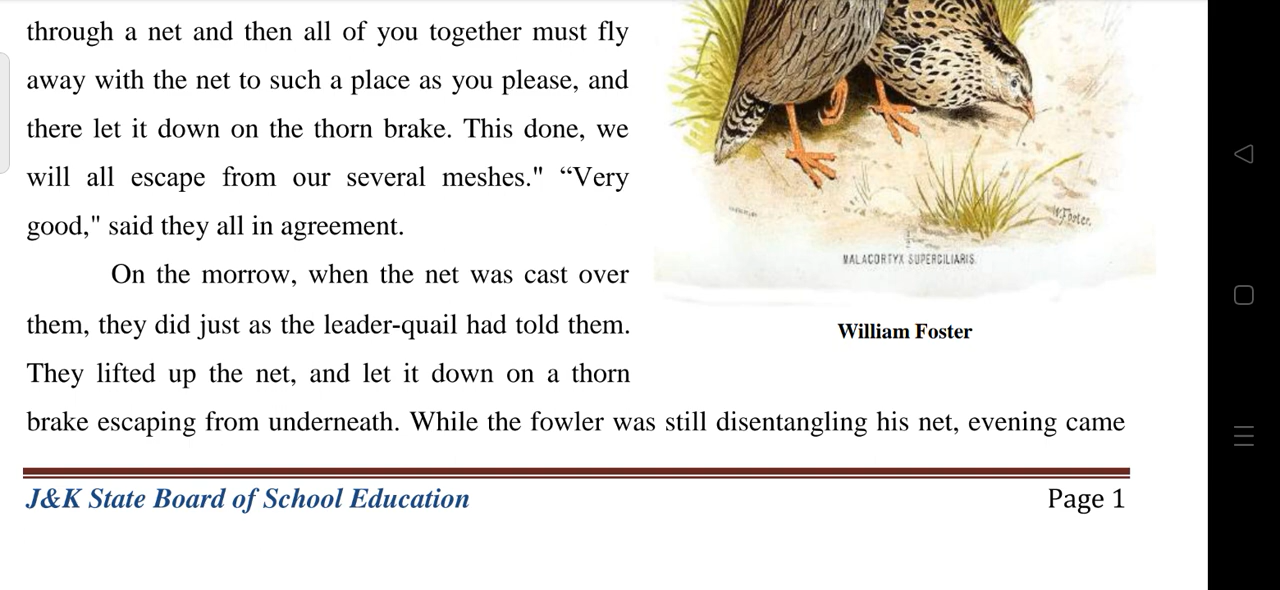 through a net and then all of you together must fly
away with the net to such a place as you please, and
there let it down on the thorn brake. This done, we
will all escape from our several meshes." “Very
good," said they all in agreement.
On the morrow, when the net was cast over
them, they did just as the leader-quail had told them.
They lifted up the net, and let it down on a thorn
brake escaping from underneath. While the fowler was still disentangling his net, evening came
W.Foster.
MALACORTYX SUPERCILIARIS.
William Foster
J&K State Board of School Education
Page 1